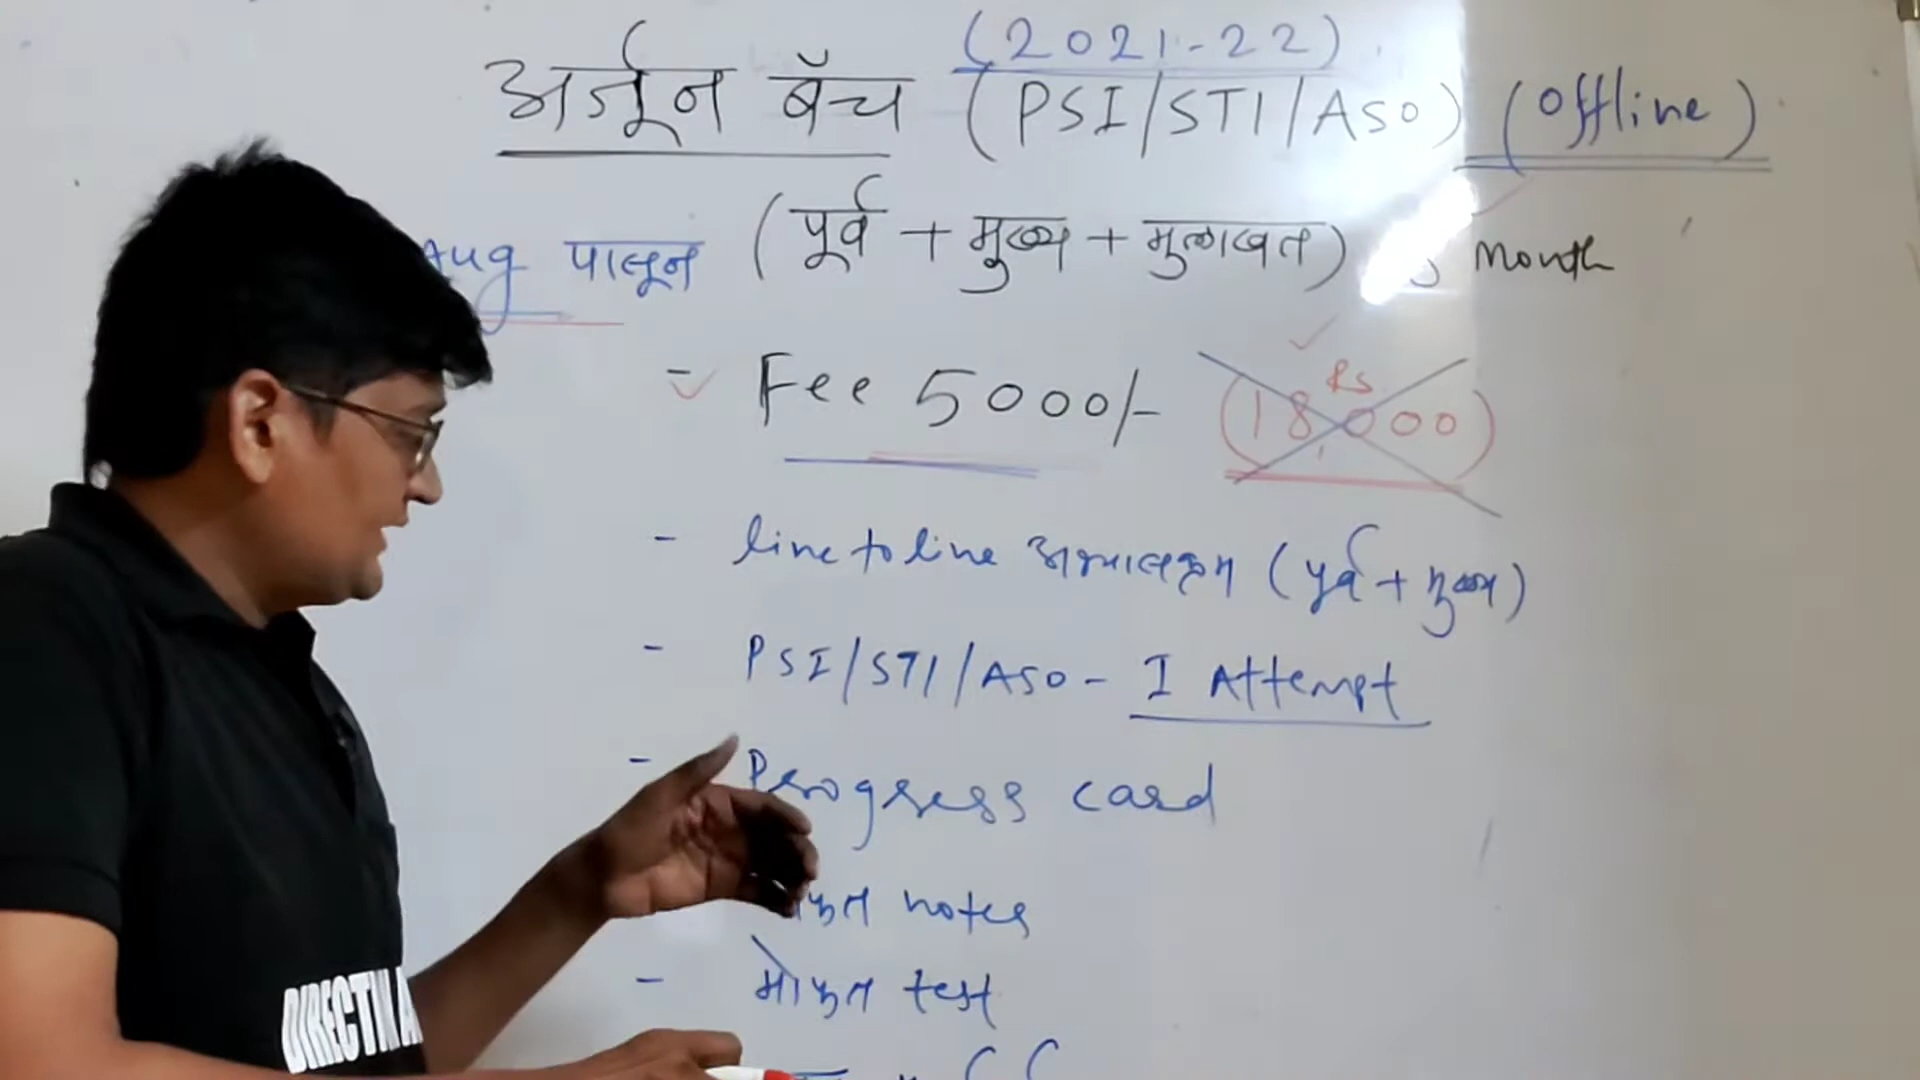 (2021-22)
अर्जून बॅच (PSI/STI/ASO) (Offline)
Aug पासून (पूर्व + मुख्य + मुलाखत) Month
- Fee 5000/- (18,000) Rs
- line to line अभ्यासक्रम (पूर्व + मुख्य)
- PSI/STI/ASO - I Attempt
- Progress card
notes
- मोफत test